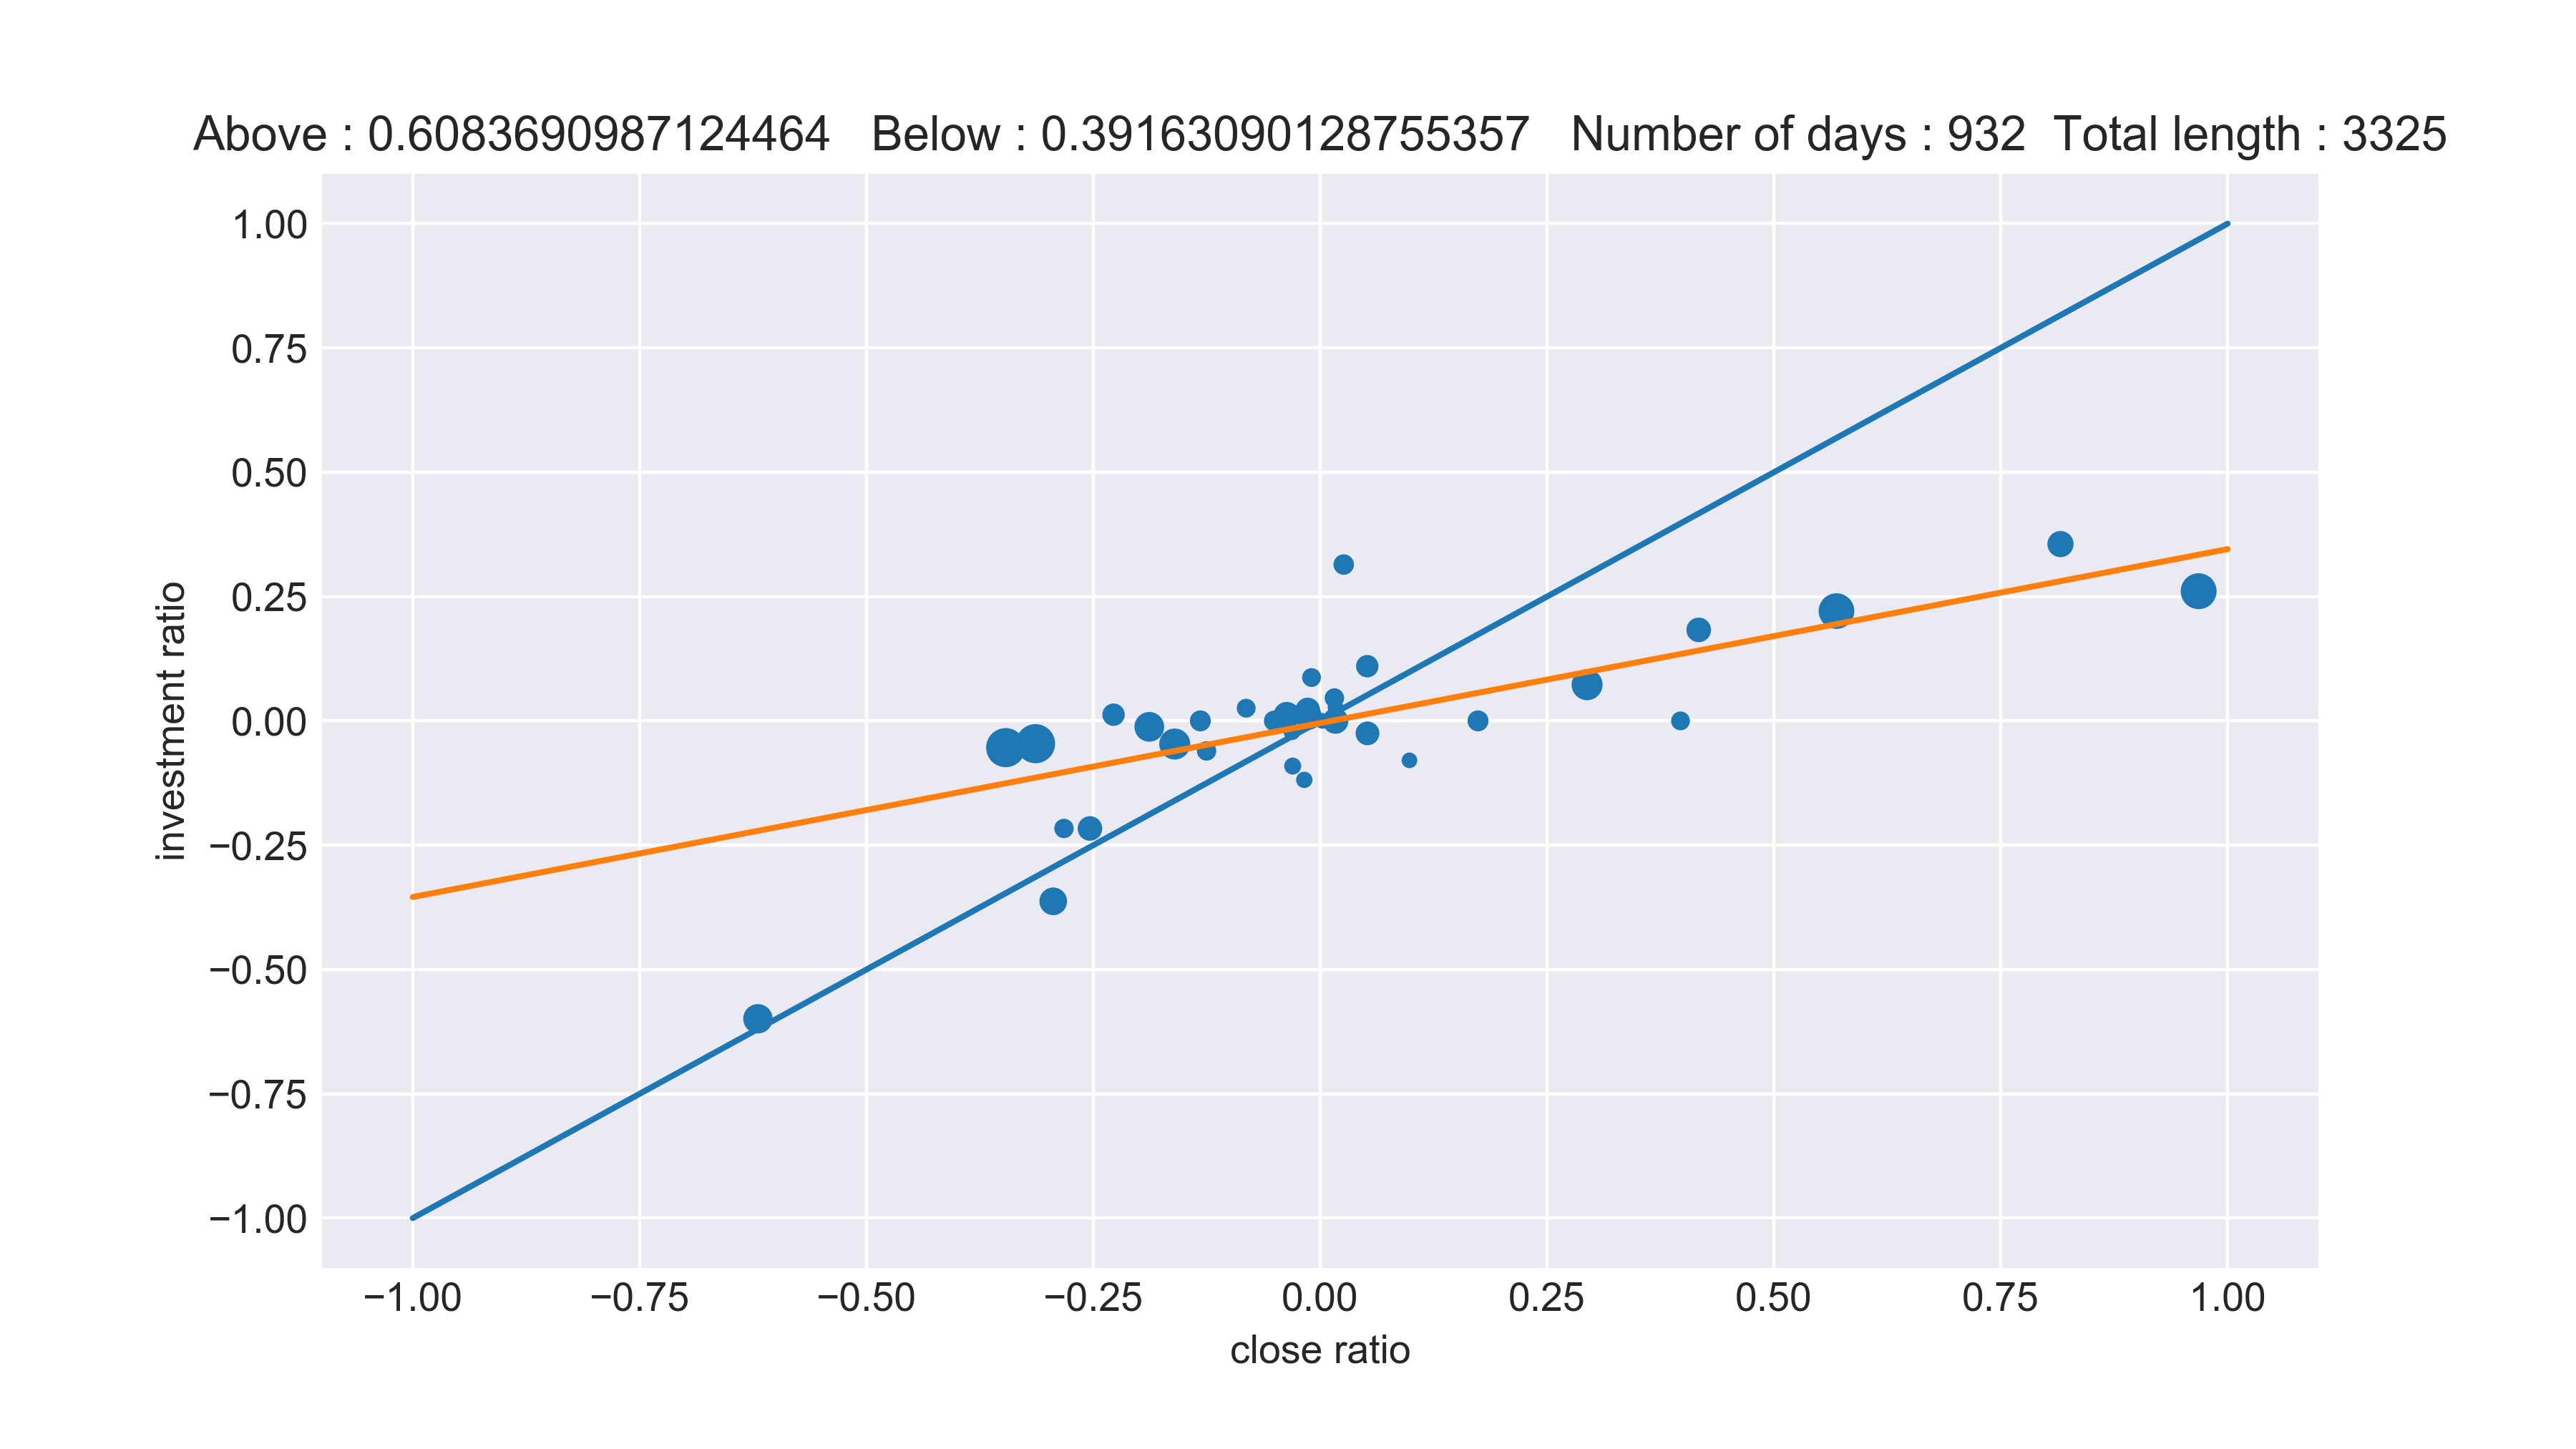 Above : 0.6083690987124464   Below : 0.39163090128755357   Number of days : 932  Total length : 3325
1.00
0.75
0.50
0.25
0.00
−0.25
−0.50
−0.75
−1.00
investment ratio
−1.00 −0.75 −0.50 −0.25 0.00 0.25 0.50 0.75 1.00
close ratio